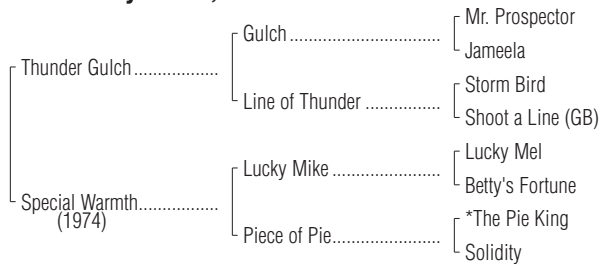 Mr. Prospector
Gulch
Jameela
Thunder Gulch
Storm Bird
Line of Thunder
Shoot a Line (GB)
Lucky Mel
Lucky Mike
Betty's Fortune
Special Warmth
(1974)
*The Pie King
Piece of Pie
Solidity